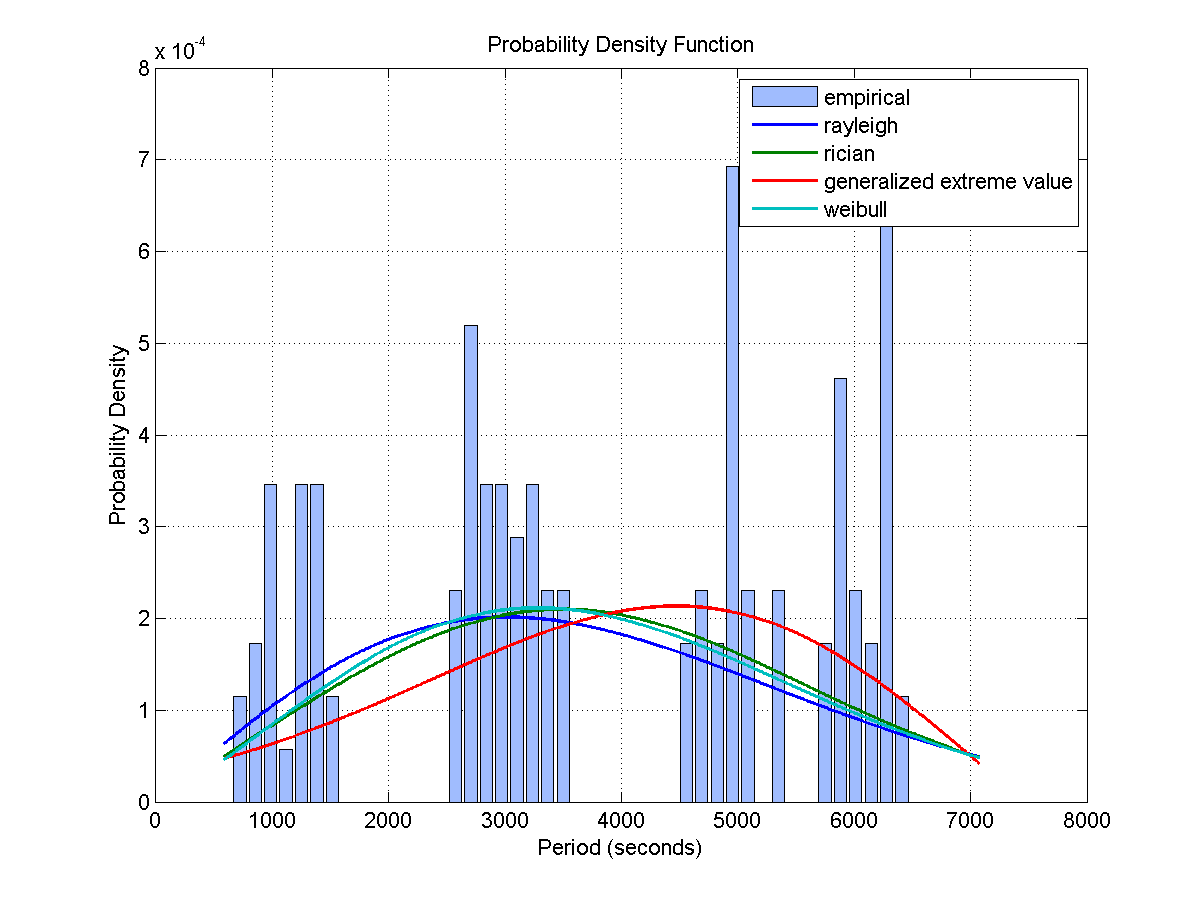 Probability Density Function
x 10-4
8
7
6
5
4
3
2
1
0
Probability Density
0 1000 2000 3000 4000 5000 6000 7000 8000
Period (seconds)
empirical
rayleigh
rician
generalized extreme value
weibull